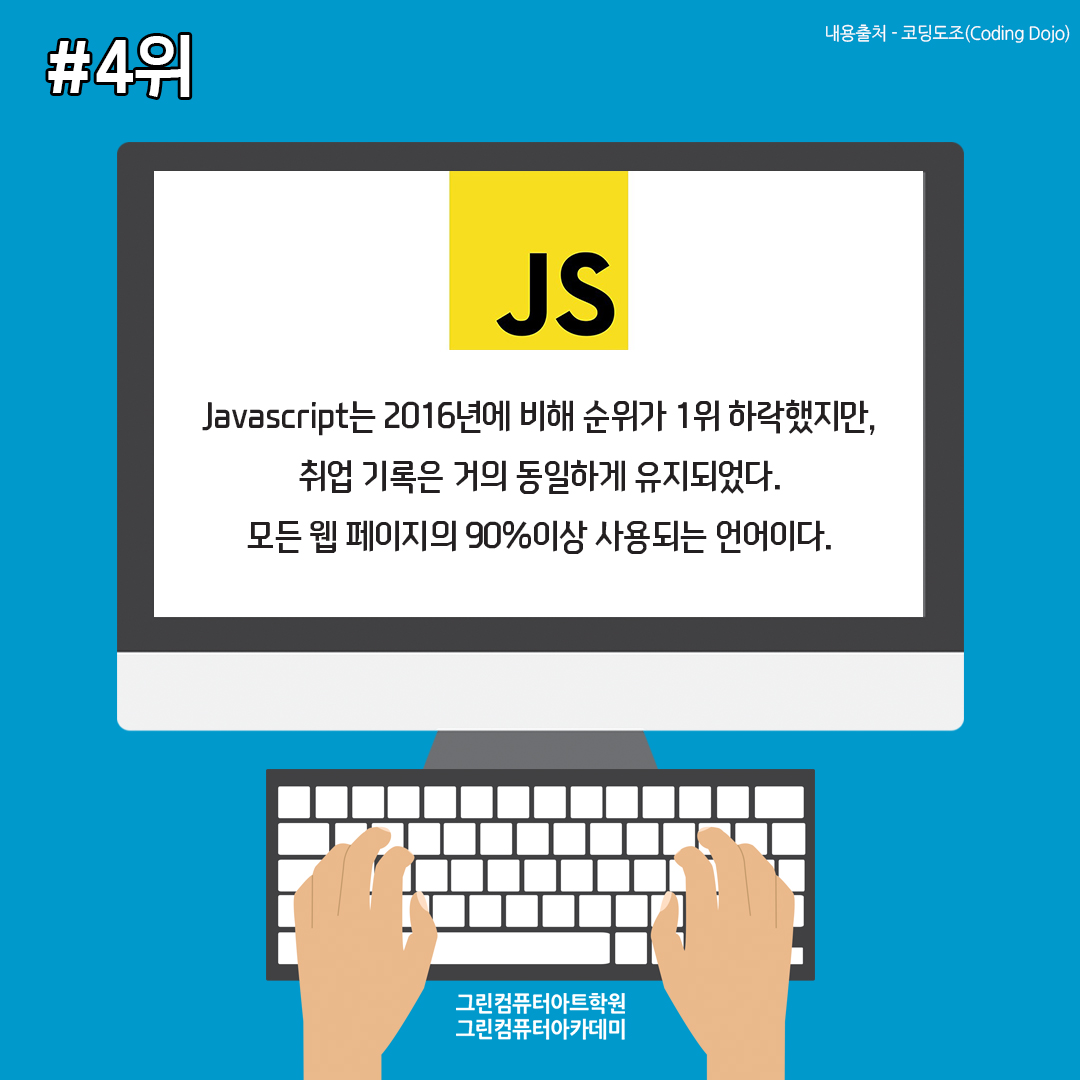 #4위
내용출처 - 코딩도조(Coding Dojo)
JS
Javascript는 2016년에 비해 순위가 1위 하락했지만,
취업 기록은 거의 동일하게 유지되었다.
모든 웹 페이지의 90%이상 사용되는 언어이다.
그린컴퓨터아트학원
그린컴퓨터아카데미